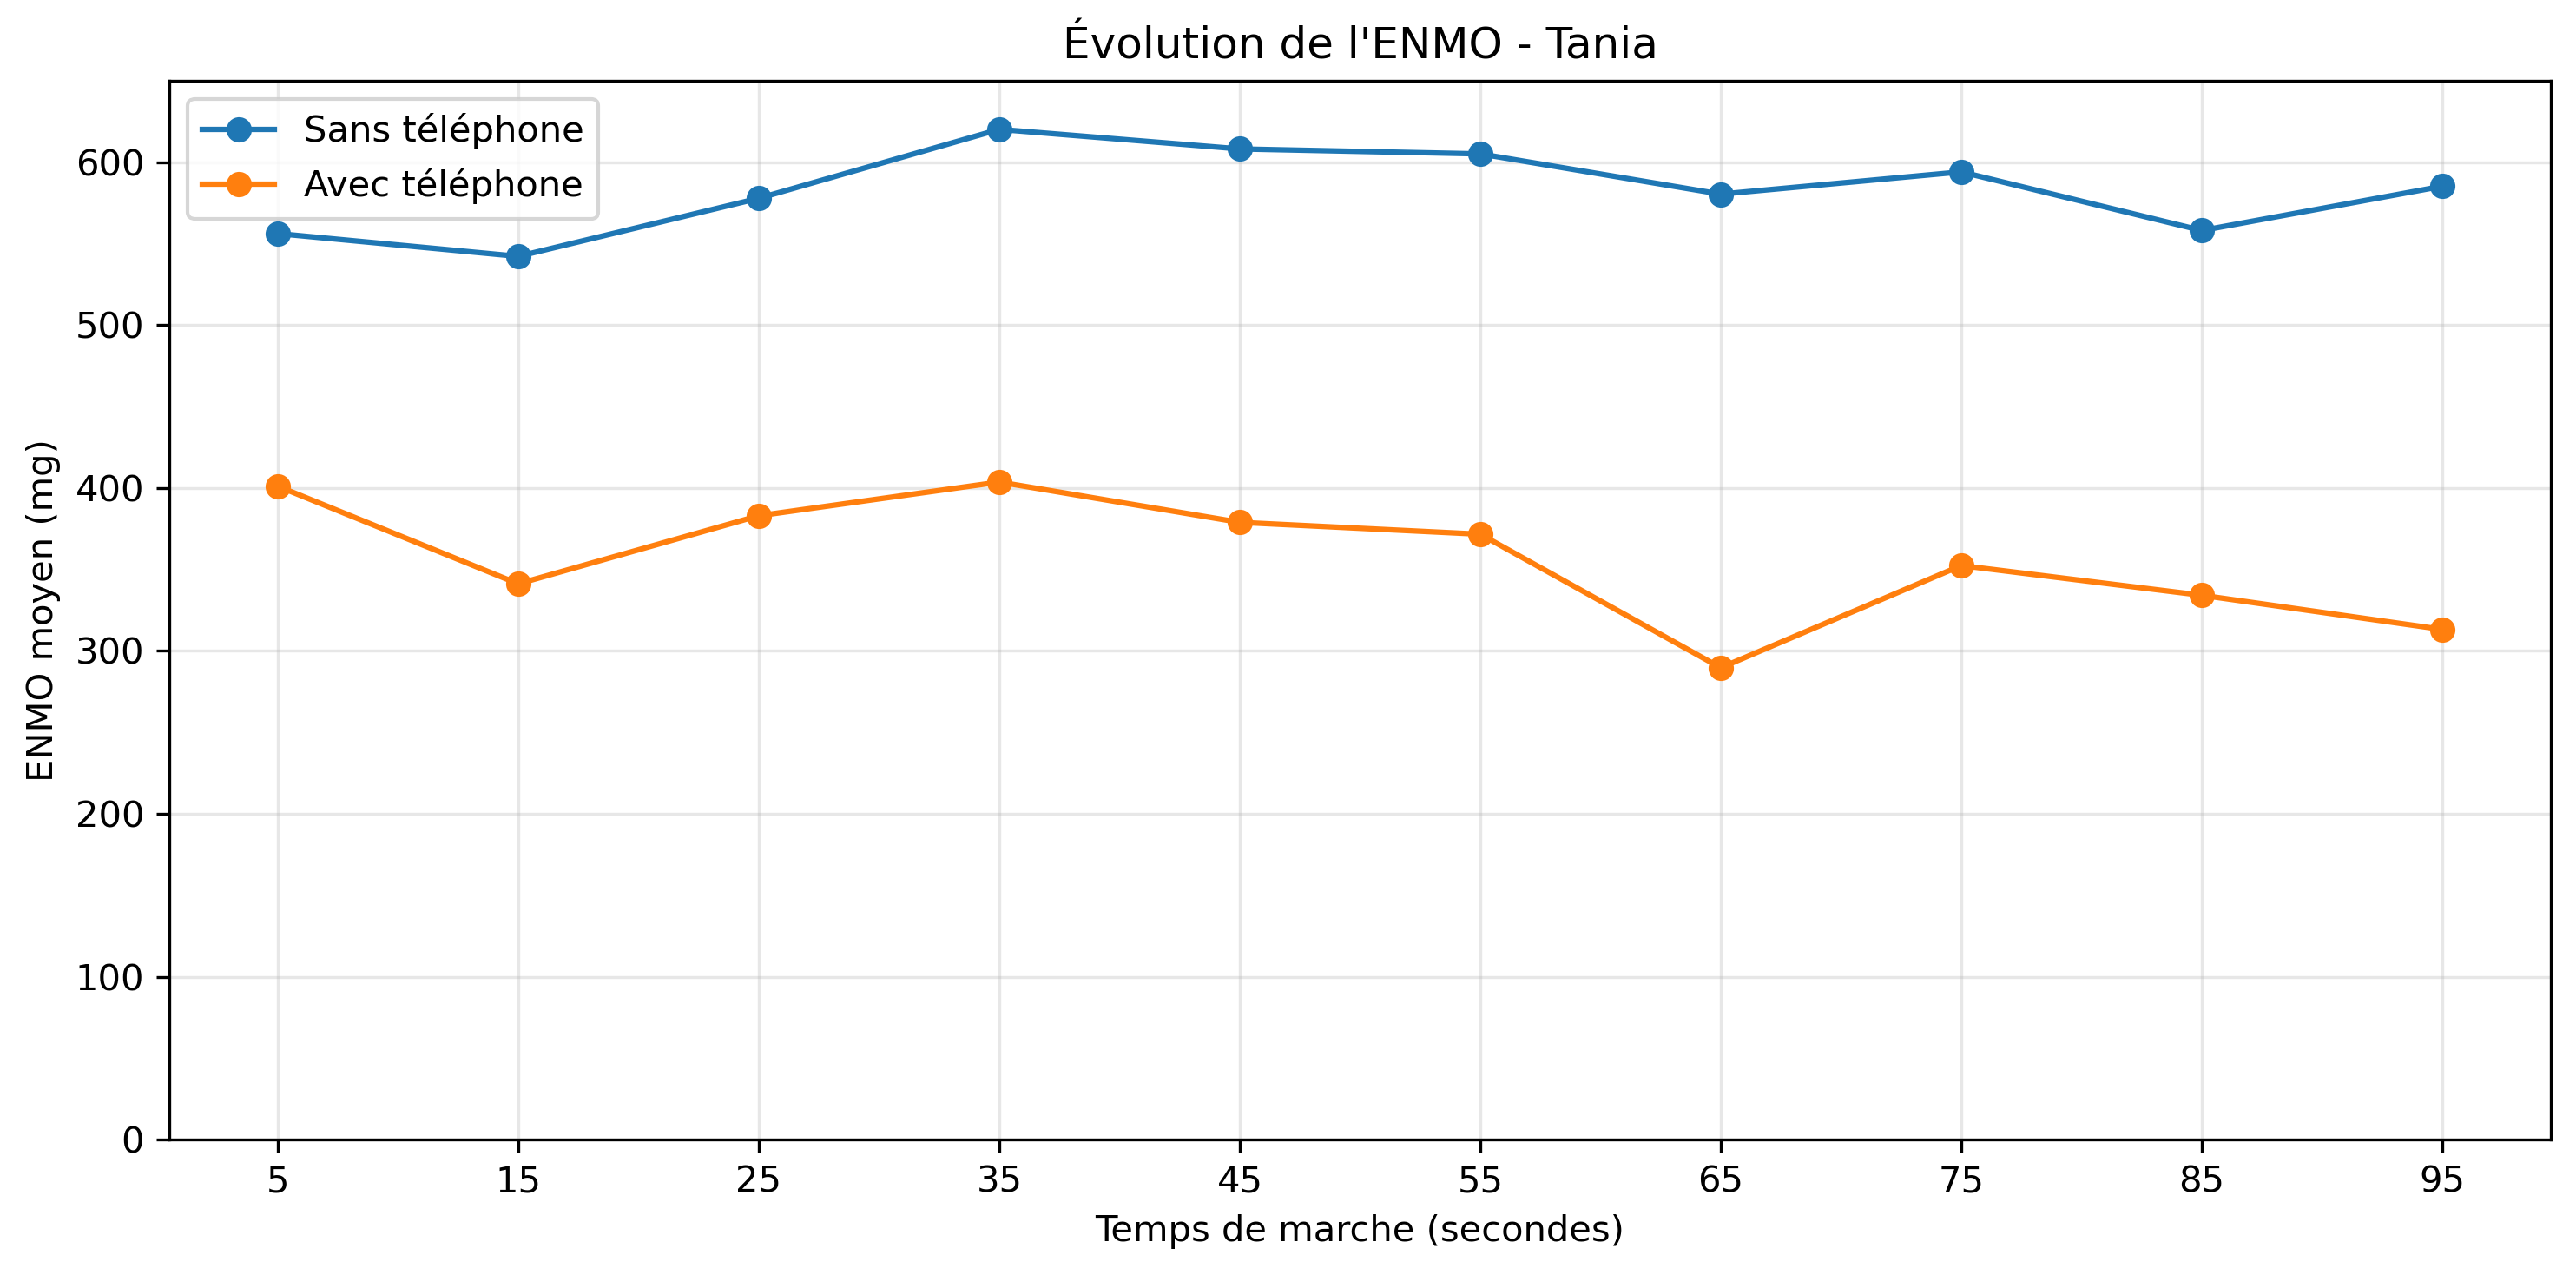 Évolution de l'ENMO - Tania
Sans téléphone
Avec téléphone
ENMO moyen (mg)
600
500
400
300
200
100
0
5 15 25 35 45 55 65 75 85 95
Temps de marche (secondes)